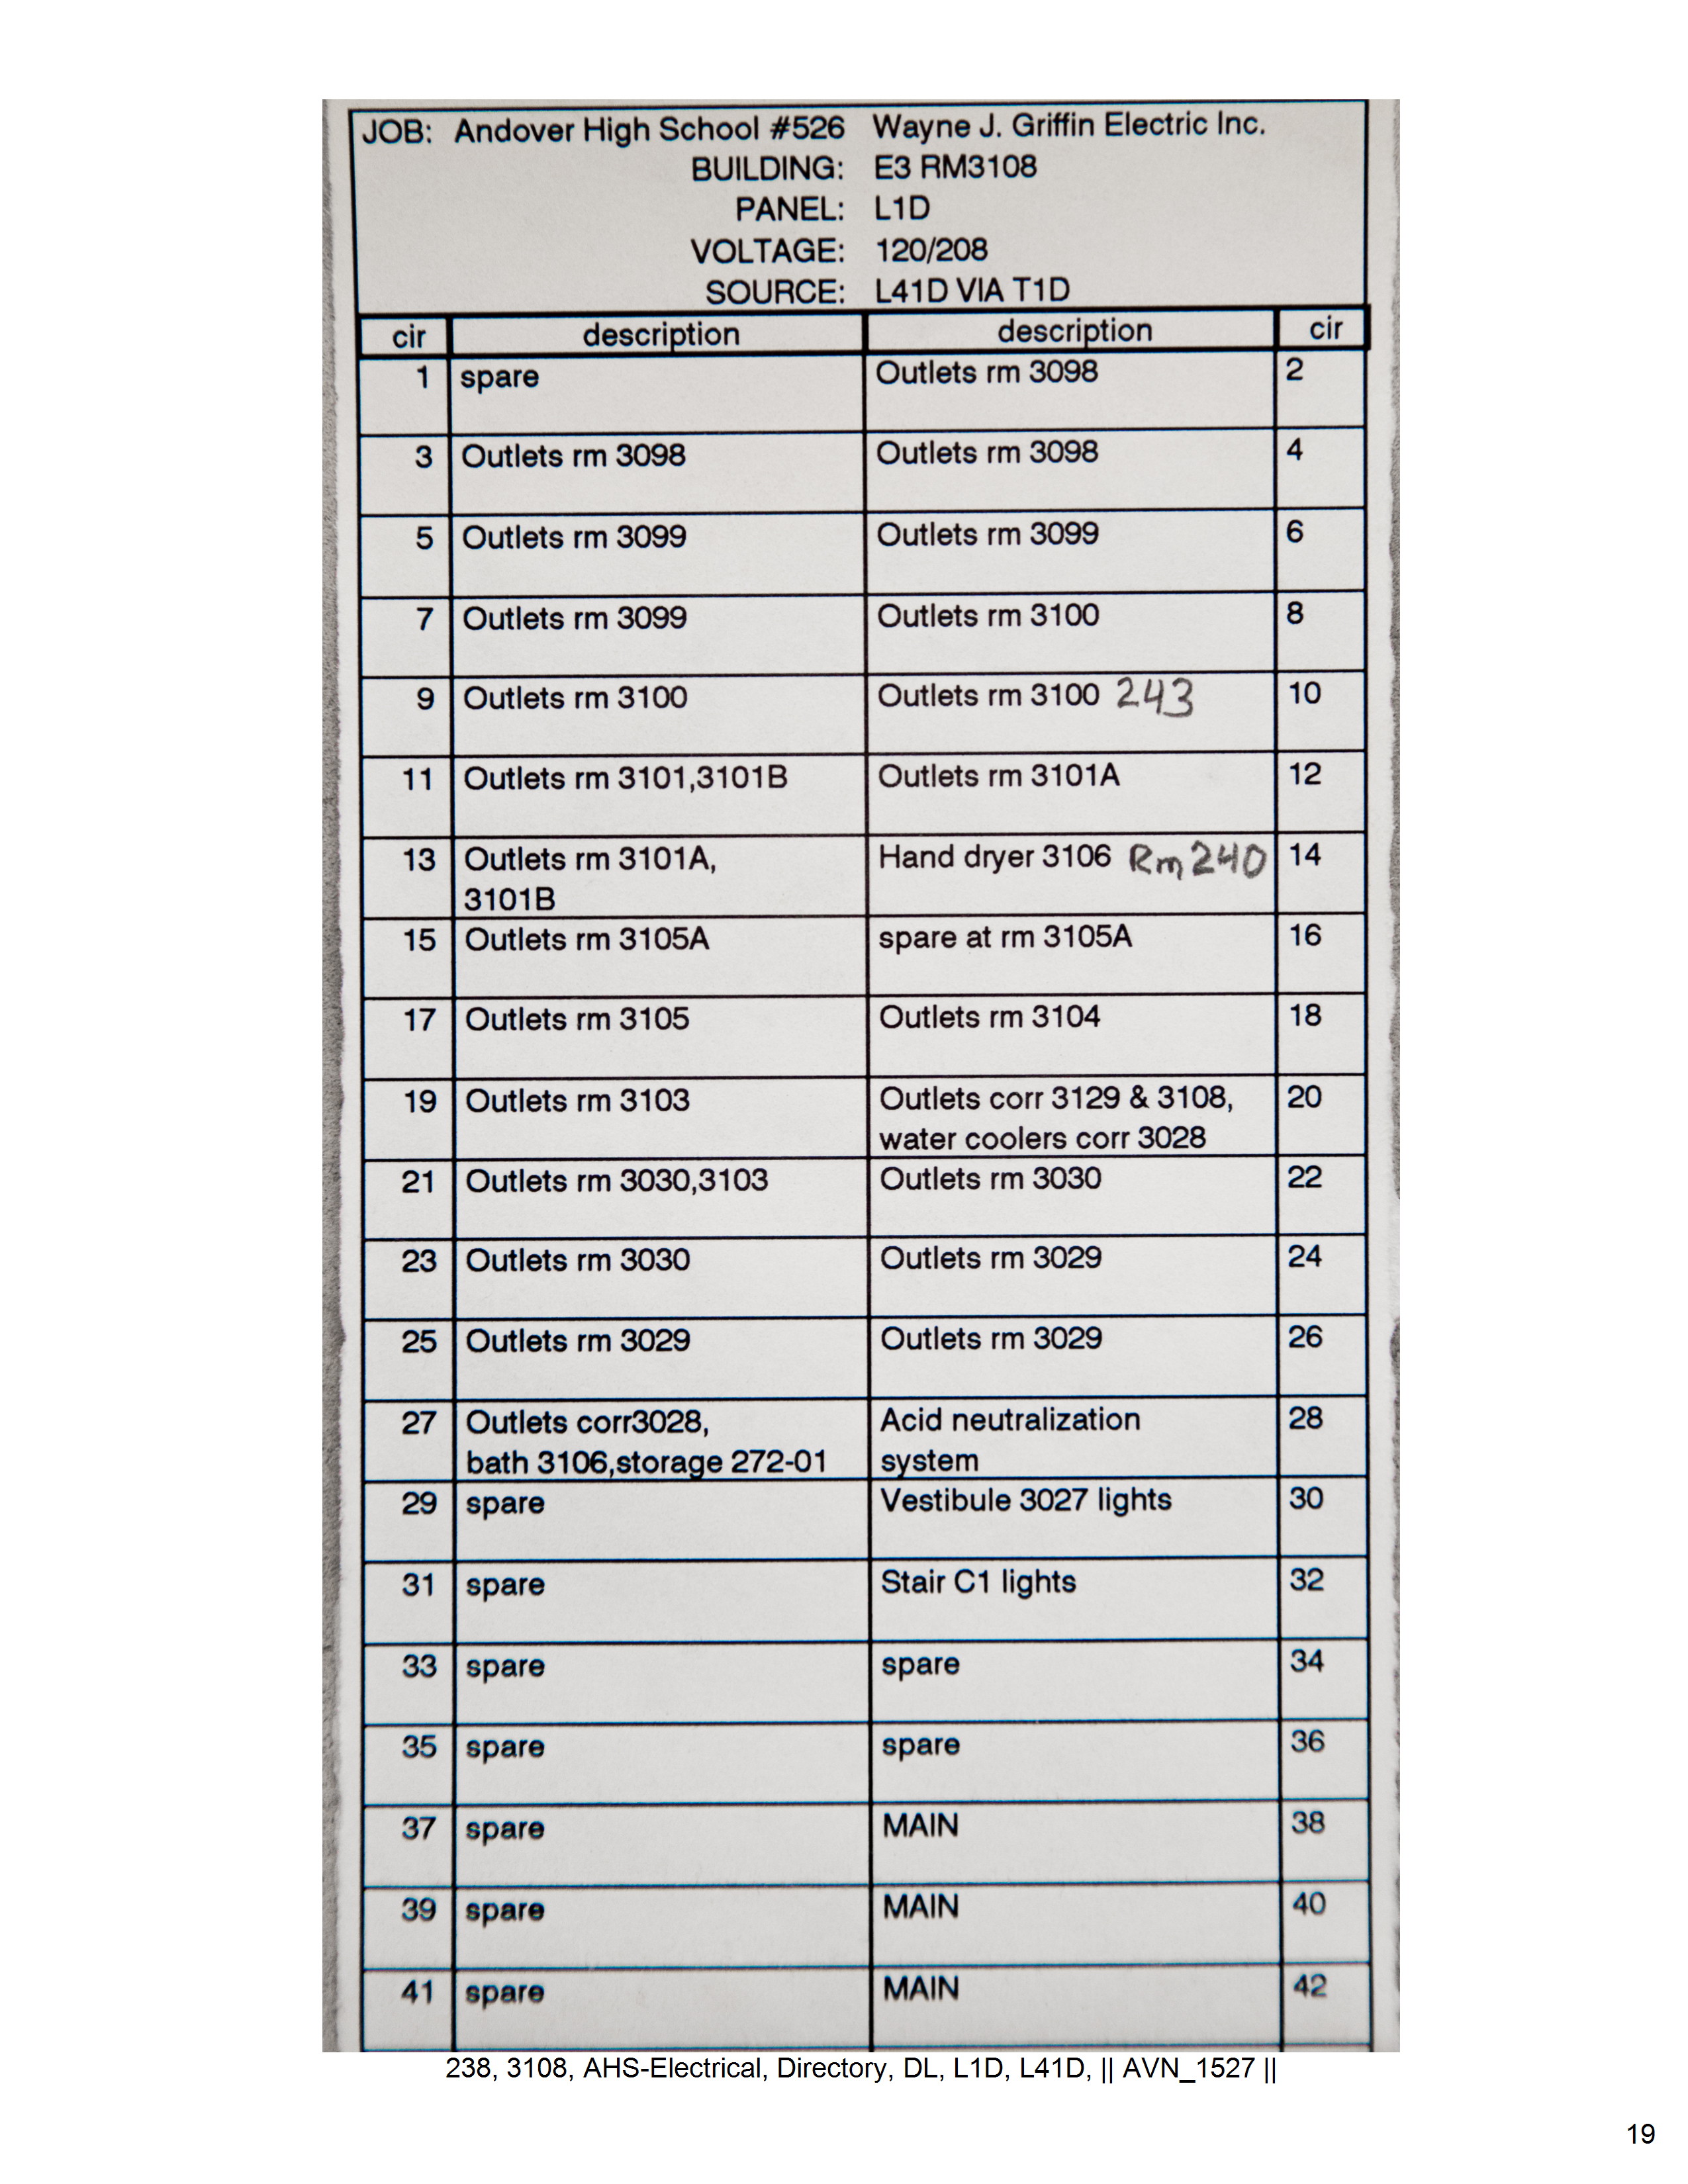 JOB: Andover High School #526 Wayne J. Griffin Electric Inc.
BUILDING: E3 RM3108
PANEL: L1D
VOLTAGE: 120/208
SOURCE: L41D VIA T1D
cir description description cir
1 spare Outlets rm 3098 2
3 Outlets rm 3098 Outlets rm 3098 4
5 Outlets rm 3099 Outlets rm 3099 6
7 Outlets rm 3099 Outlets rm 3100 8
9 Outlets rm 3100 Outlets rm 3100 243 10
11 Outlets rm 3101,3101B Outlets rm 3101A 12
13 Outlets rm 3101A, Hand dryer 3106 Rm 240 14
3101B
15 Outlets rm 3105A spare at rm 3105A 16
17 Outlets rm 3105 Outlets rm 3104 18
19 Outlets rm 3103 Outlets corr 3129 & 3108, 20
water coolers corr 3028
21 Outlets rm 3030,3103 Outlets rm 3030 22
23 Outlets rm 3030 Outlets rm 3029 24
25 Outlets rm 3029 Outlets rm 3029 26
27 Outlets corr3028, Acid neutralization 28
bath 3106,storage 272-01 system
29 spare Vestibule 3027 lights 30
31 spare Stair C1 lights 32
33 spare spare 34
35 spare spare 36
37 spare MAIN 38
39 spare MAIN 40
41 spare MAIN 42
238, 3108, AHS-Electrical, Directory, DL, L1D, L41D, || AVN_1527 ||
19